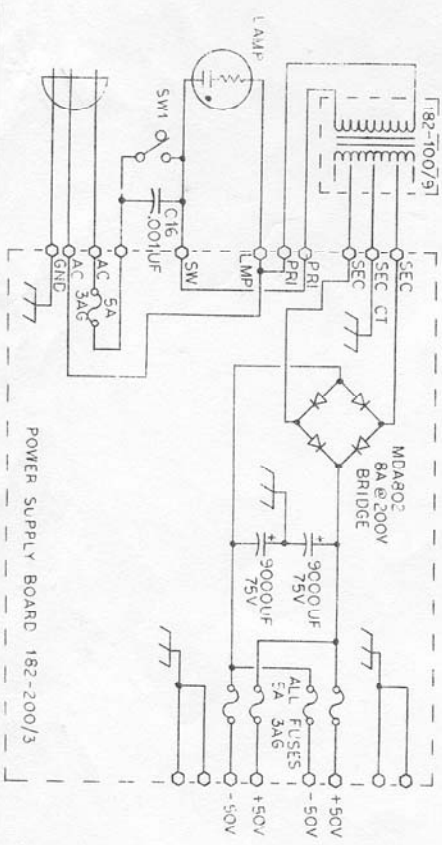 182-100/9
LAMP
SW1
C16
.001UF
SEC
SEC CT
SEC
PRI
PRI
LMP
SW
AC
AC
GND
5A
3AG
MDA802
8A @ 200V
BRIDGE
+
9000UF
75V
+
9000UF
75V
ALL FUSES
5A 3AG
+50V
-50V
+50V
-50V
POWER SUPPLY BOARD 182-200/3